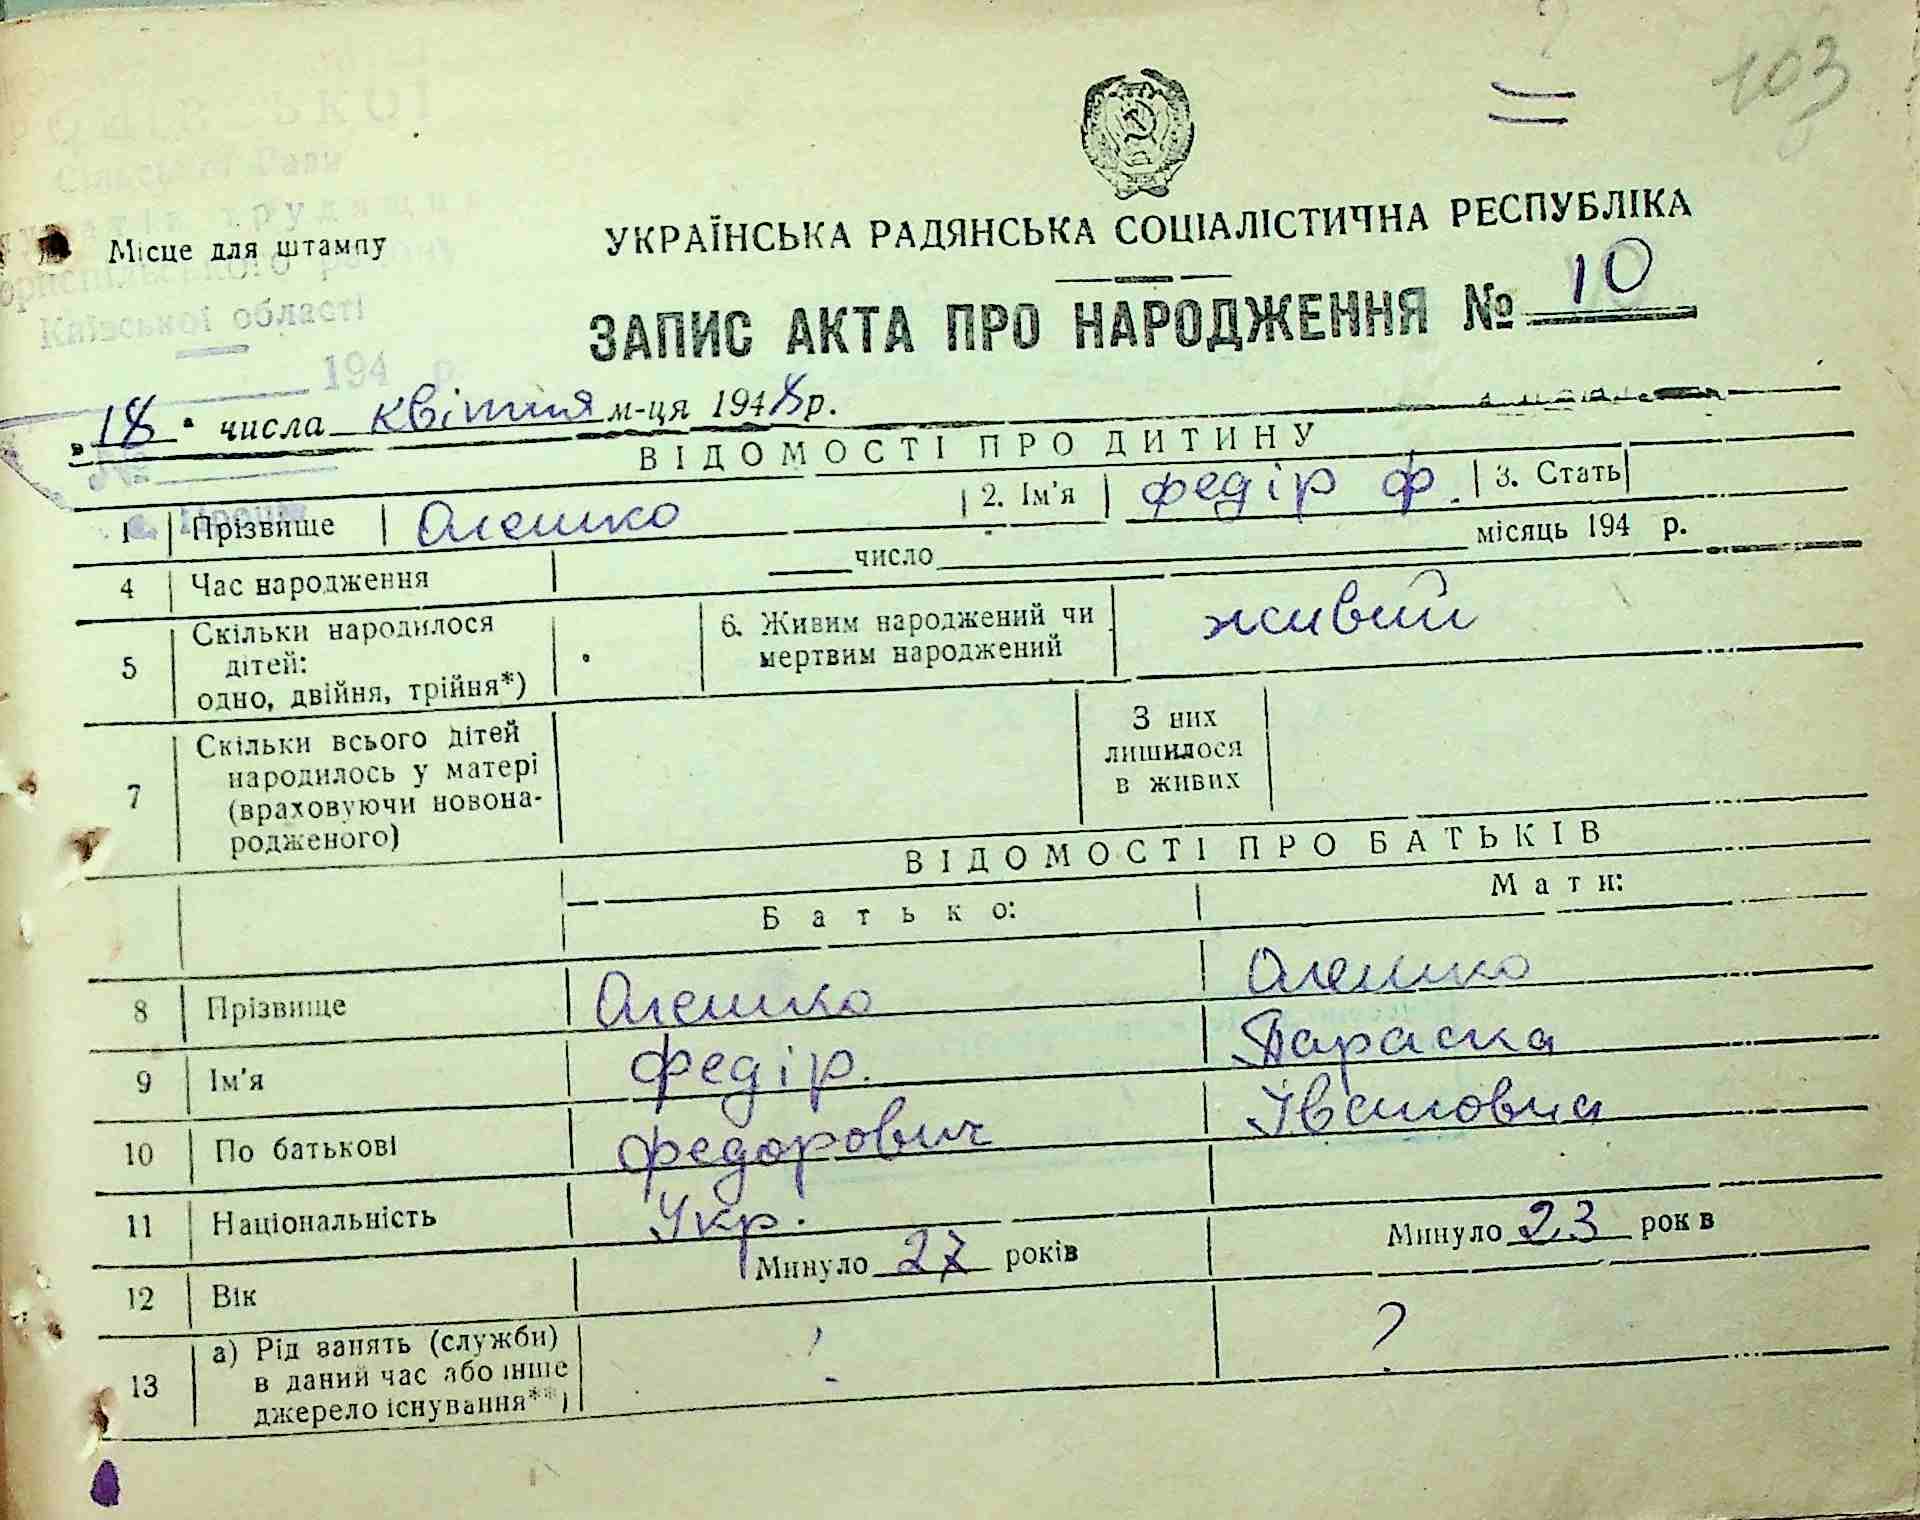 103
Сільської Ради
Місце для штампу
Київської області
194 р.
УКРАЇНСЬКА РАДЯНСЬКА СОЦІАЛІСТИЧНА РЕСПУБЛІКА
ЗАПИС АКТА ПРО НАРОДЖЕННЯ № 10
„18" числа квітня м-ця 1948 р.
ВІДОМОСТІ ПРО ДИТИНУ
1 Прізвище Олешко 2. Ім'я Федір Ф. 3. Стать
4 Час народження число місяць 194 р.
5 Скільки народилося дітей: одно, двійня, трійня*) 6. Живим народжений чи мертвим народжений живий
7 Скільки всього дітей народилось у матері (враховуючи новонародженого) З них лишилося в живих
ВІДОМОСТІ ПРО БАТЬКІВ
Батько: Мати:
8 Прізвище Олешко Олешко
9 Ім'я Федір. Параска
10 По батькові Федорович Івановна
11 Національність Укр.
12 Вік Минуло 27 років Минуло 23 рок в
13 а) Рід занять (служби) в даний час або інше джерело існування**) ?